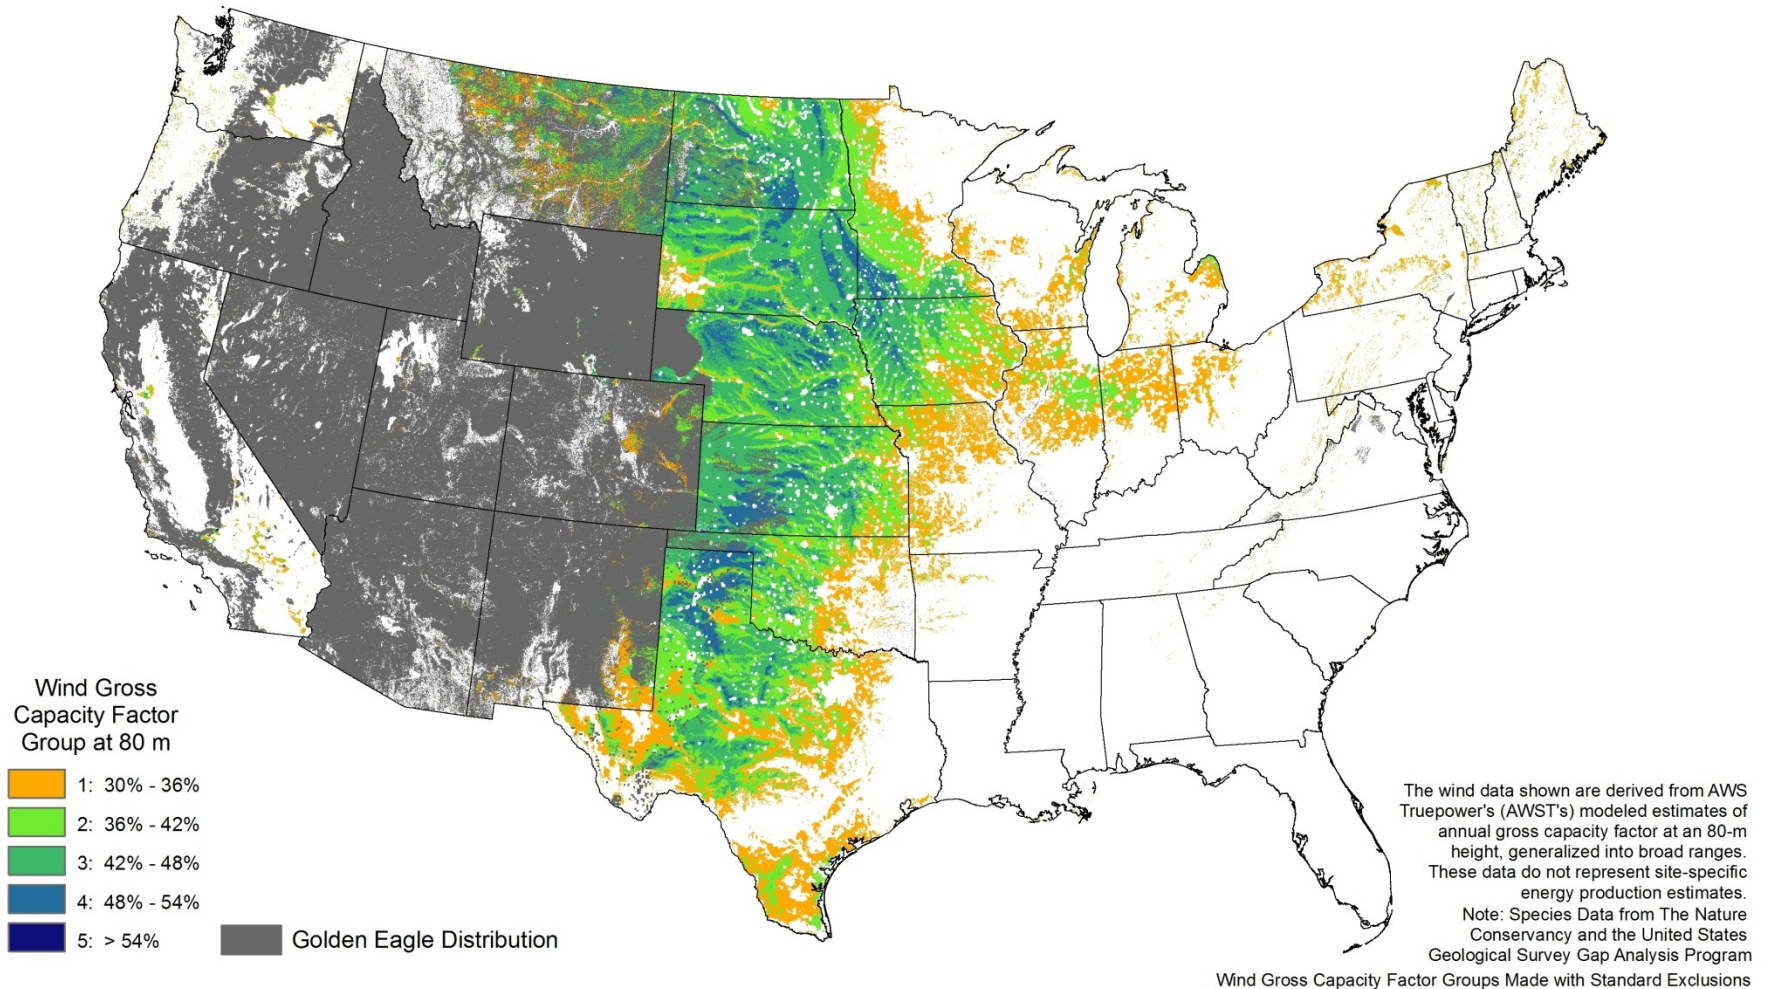 Wind Gross
Capacity Factor
Group at 80 m
1: 30% - 36%
2: 36% - 42%
3: 42% - 48%
4: 48% - 54%
5: > 54%
Golden Eagle Distribution
The wind data shown are derived from AWS
Truepower's (AWST's) modeled estimates of
annual gross capacity factor at an 80-m
height, generalized into broad ranges.
These data do not represent site-specific
energy production estimates.
Note: Species Data from The Nature
Conservancy and the United States
Geological Survey Gap Analysis Program
Wind Gross Capacity Factor Groups Made with Standard Exclusions